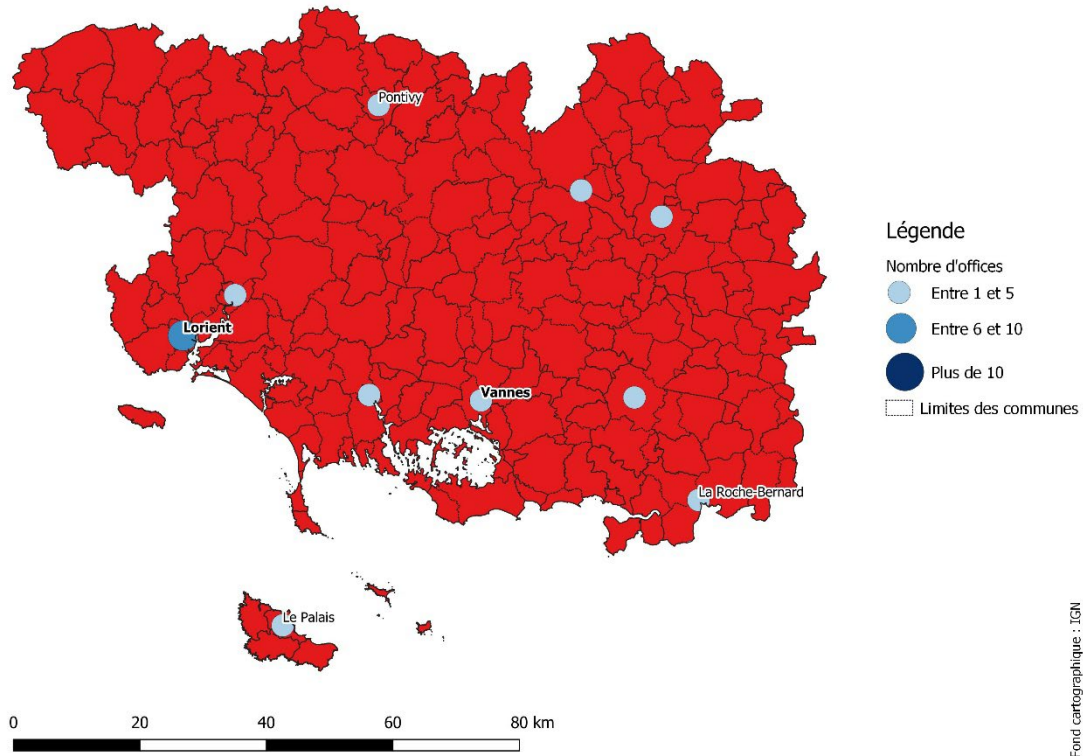 Pontivy
Lorient
Vannes
La Roche-Bernard
Le Palais
0 20 40 60 80 km
Légende
Nombre d'offices
Entre 1 et 5
Entre 6 et 10
Plus de 10
Limites des communes
Fond cartographique : IGN